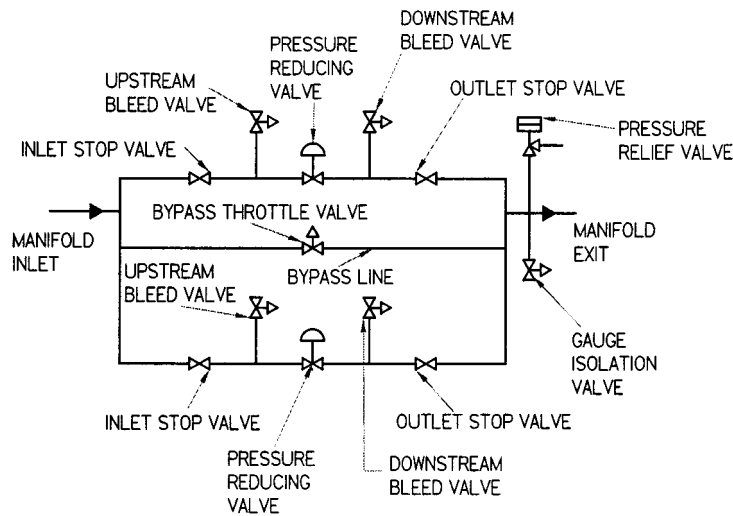 DOWNSTREAM
BLEED VALVE
PRESSURE
REDUCING
VALVE
UPSTREAM
BLEED VALVE
OUTLET STOP VALVE
PRESSURE
RELIEF VALVE
INLET STOP VALVE
BYPASS THROTTLE VALVE
MANIFOLD
INLET
MANIFOLD
EXIT
UPSTREAM
BLEED VALVE
BYPASS LINE
GAUGE
ISOLATION
VALVE
INLET STOP VALVE
OUTLET STOP VALVE
PRESSURE
REDUCING
VALVE
DOWNSTREAM
BLEED VALVE